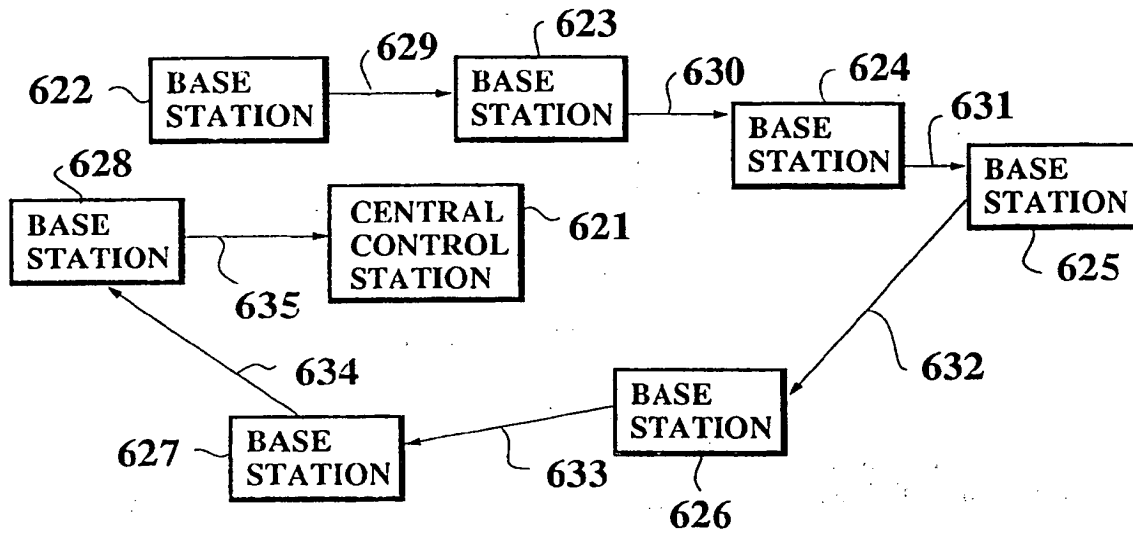 623
629
622
BASE
STATION
BASE
STATION
630
624
BASE
STATION
631
BASE
STATION
625
628
BASE
STATION
CENTRAL
CONTROL
STATION
621
635
632
634
BASE
STATION
626
633
627
BASE
STATION